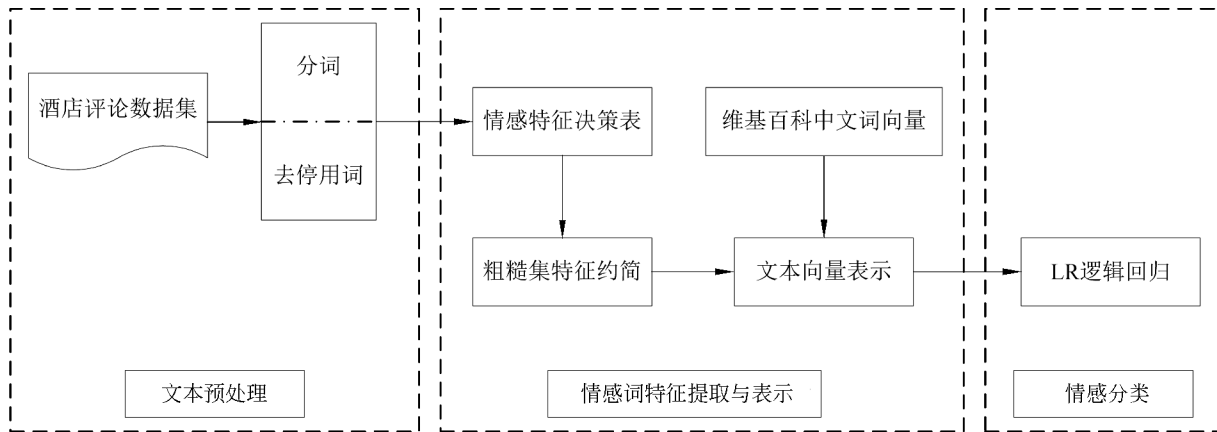 酒店评论数据集
分词
去停用词
文本预处理
情感特征决策表
维基百科中文词向量
粗糙集特征约简
文本向量表示
情感词特征提取与表示
LR逻辑回归
情感分类